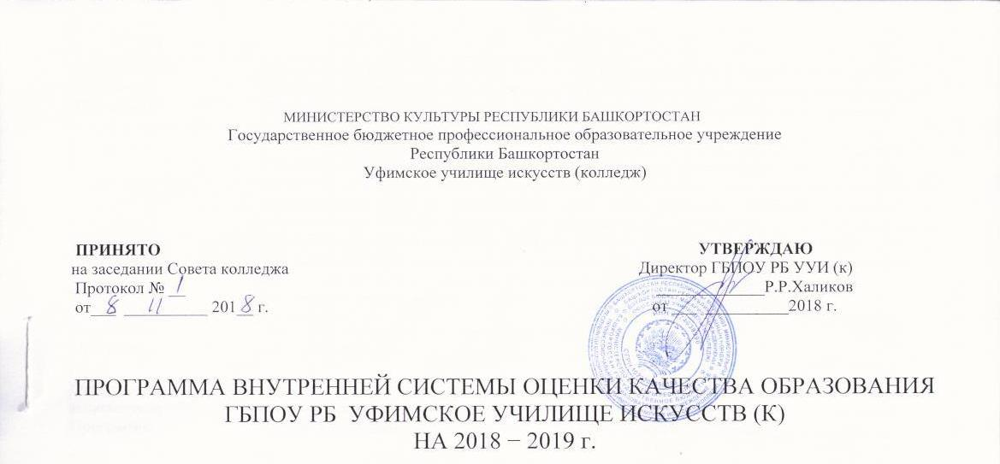 МИНИСТЕРСТВО КУЛЬТУРЫ РЕСПУБЛИКИ БАШКОРТОСТАН
Государственное бюджетное профессиональное образовательное учреждение
Республики Башкортостан
Уфимское училище искусств (колледж)
ПРИНЯТО
на заседании Совета колледжа
Протокол № 1
от 8 11 2018 г.
УТВЕРЖДАЮ
Директор ГБПОУ РБ УУИ (к)
Р.Р.Халиков
от ___ __________2018 г.
ПРОГРАММА ВНУТРЕННЕЙ СИСТЕМЫ ОЦЕНКИ КАЧЕСТВА ОБРАЗОВАНИЯ
ГБПОУ РБ УФИМСКОЕ УЧИЛИЩЕ ИСКУССТВ (К)
НА 2018 – 2019 г.